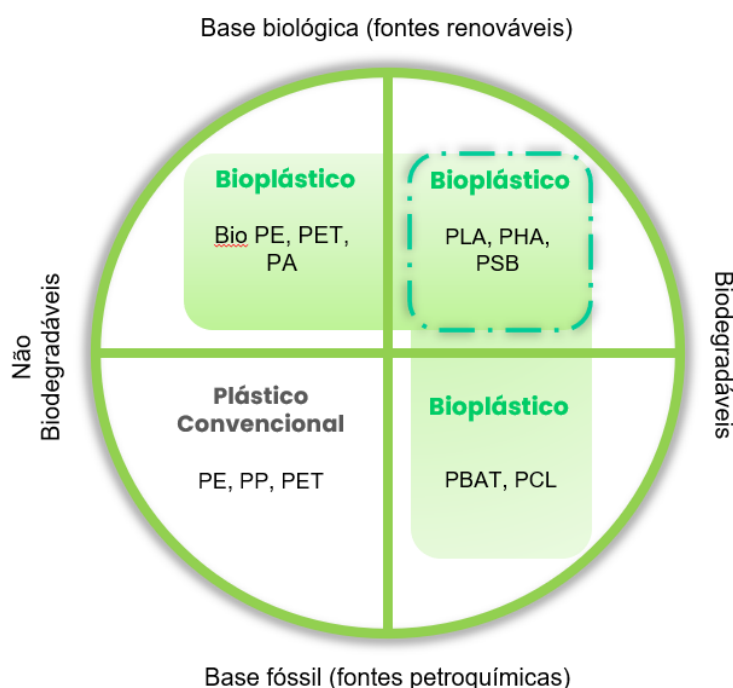 Base biológica (fontes renováveis)
Bioplástico
Bio PE, PET,
PA
Bioplástico
PLA, PHA,
PSB
Não
Biodegradáveis
Biodegradáveis
Plástico
Convencional
PE, PP, PET
Bioplástico
PBAT, PCL
Base fóssil (fontes petroquímicas)